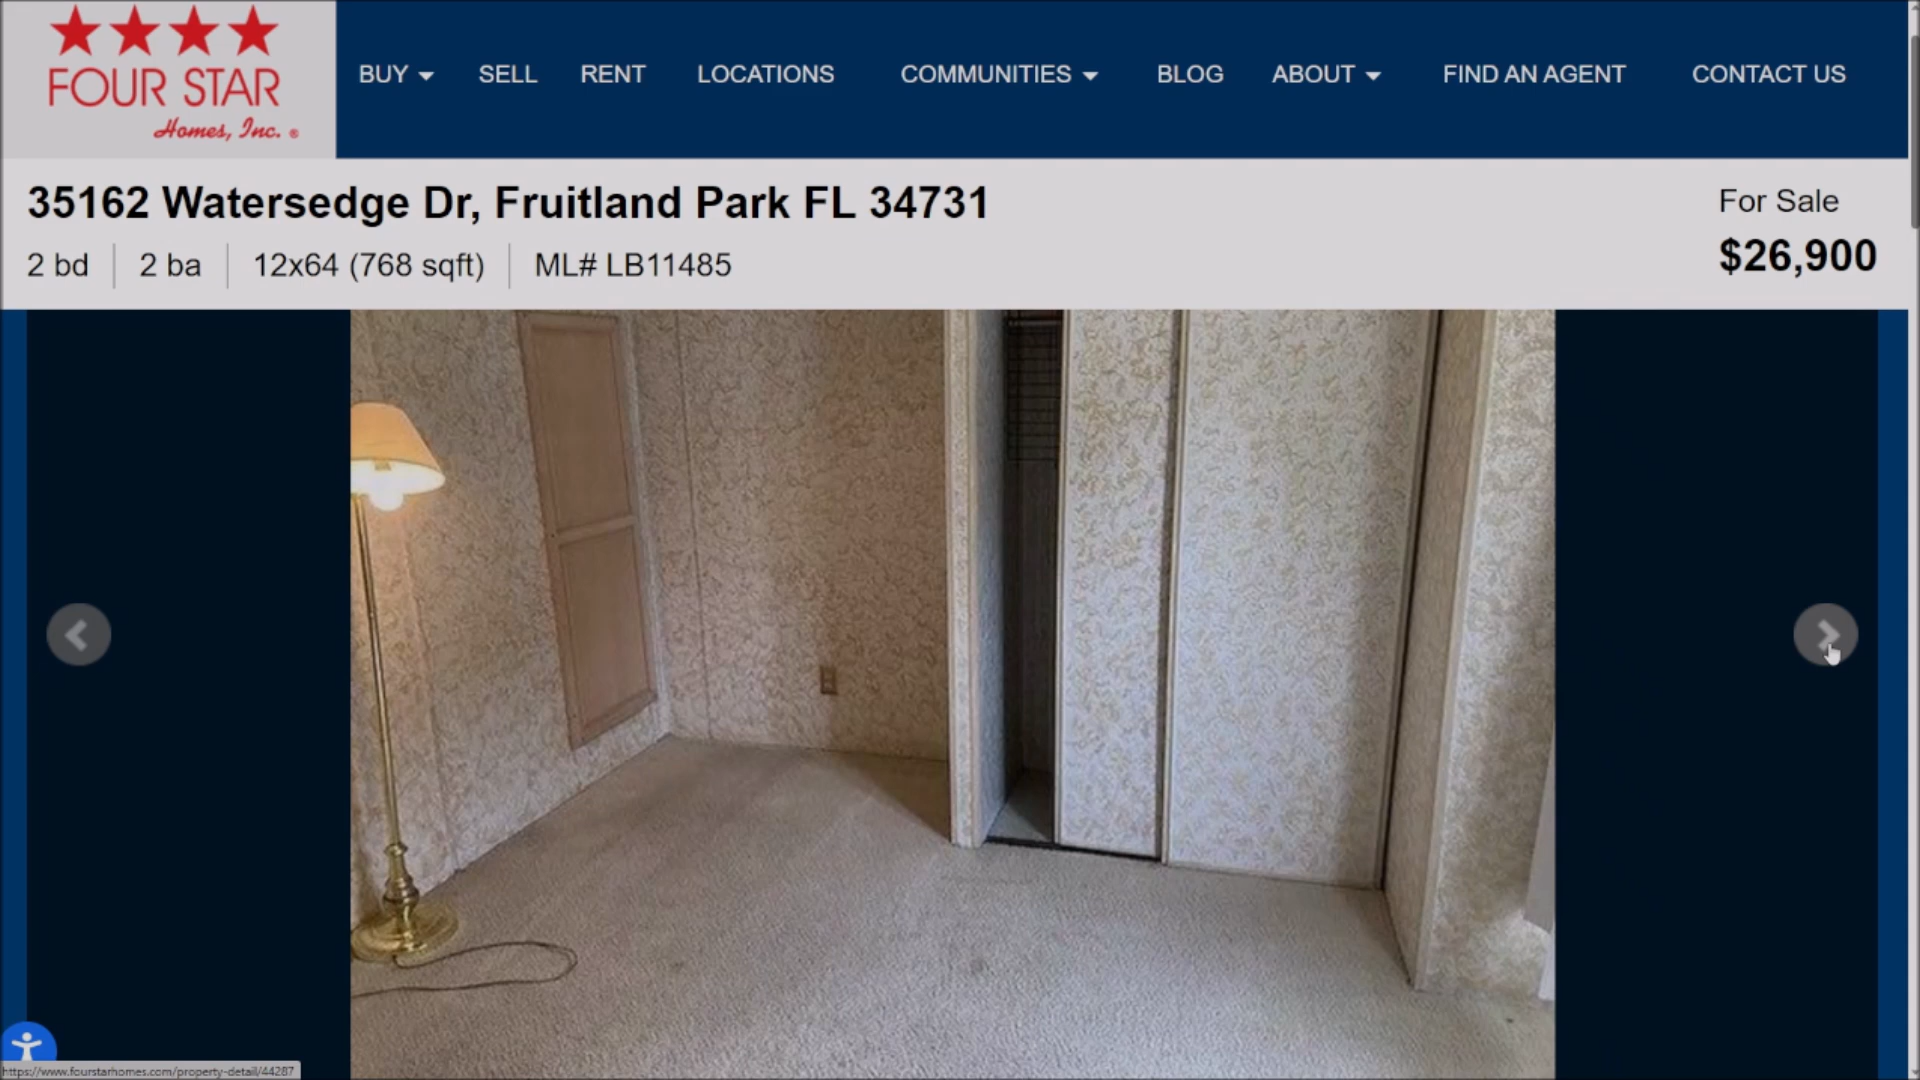 FOUR STAR
Homes, Inc. ®
BUY
SELL
RENT
LOCATIONS
COMMUNITIES
BLOG
ABOUT
FIND AN AGENT
CONTACT US
35162 Watersedge Dr, Fruitland Park FL 34731
For Sale
2 bd
2 ba
12x64 (768 sqft)
ML# LB11485
$26,900
https://www.fourstarhomes.com/property-detail/44287